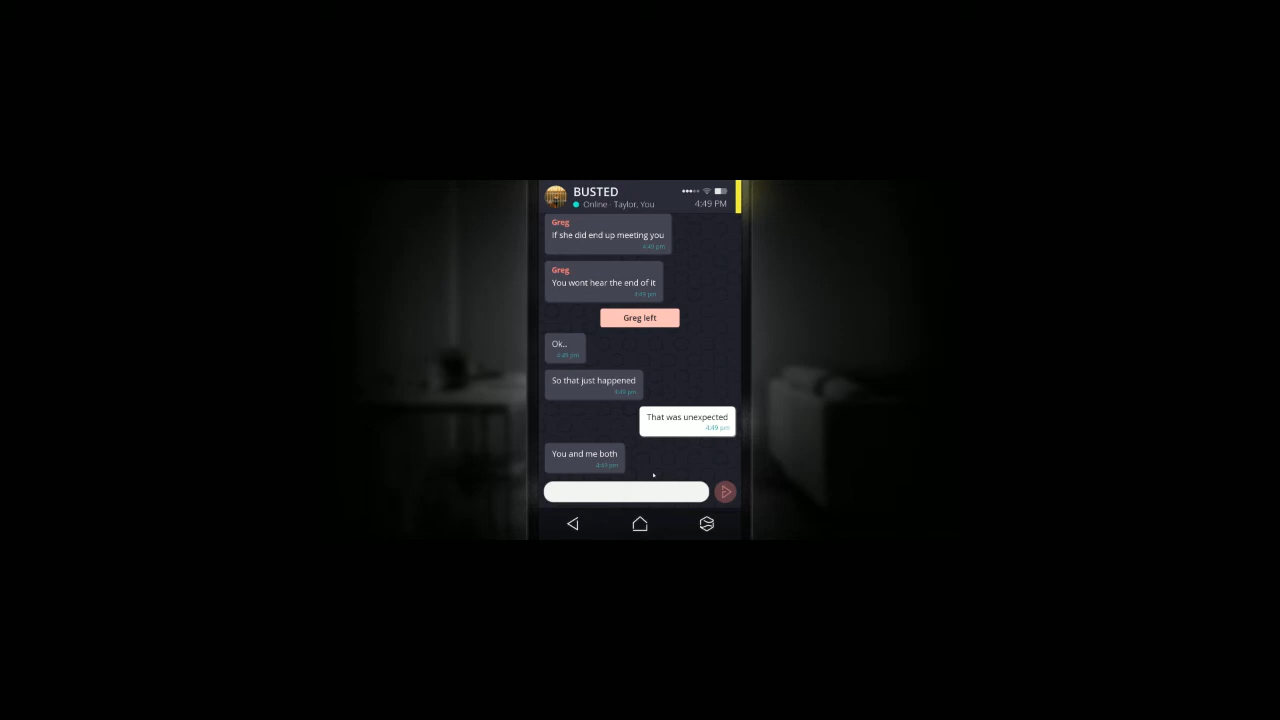 BUSTED
Online · Taylor, You
4:49 PM
Greg
If she did end up meeting you
4:49 pm
Greg
You wont hear the end of it
4:49 pm
Greg left
Ok..
4:49 pm
So that just happened
4:49 pm
That was unexpected
4:49 pm
You and me both
4:49 pm